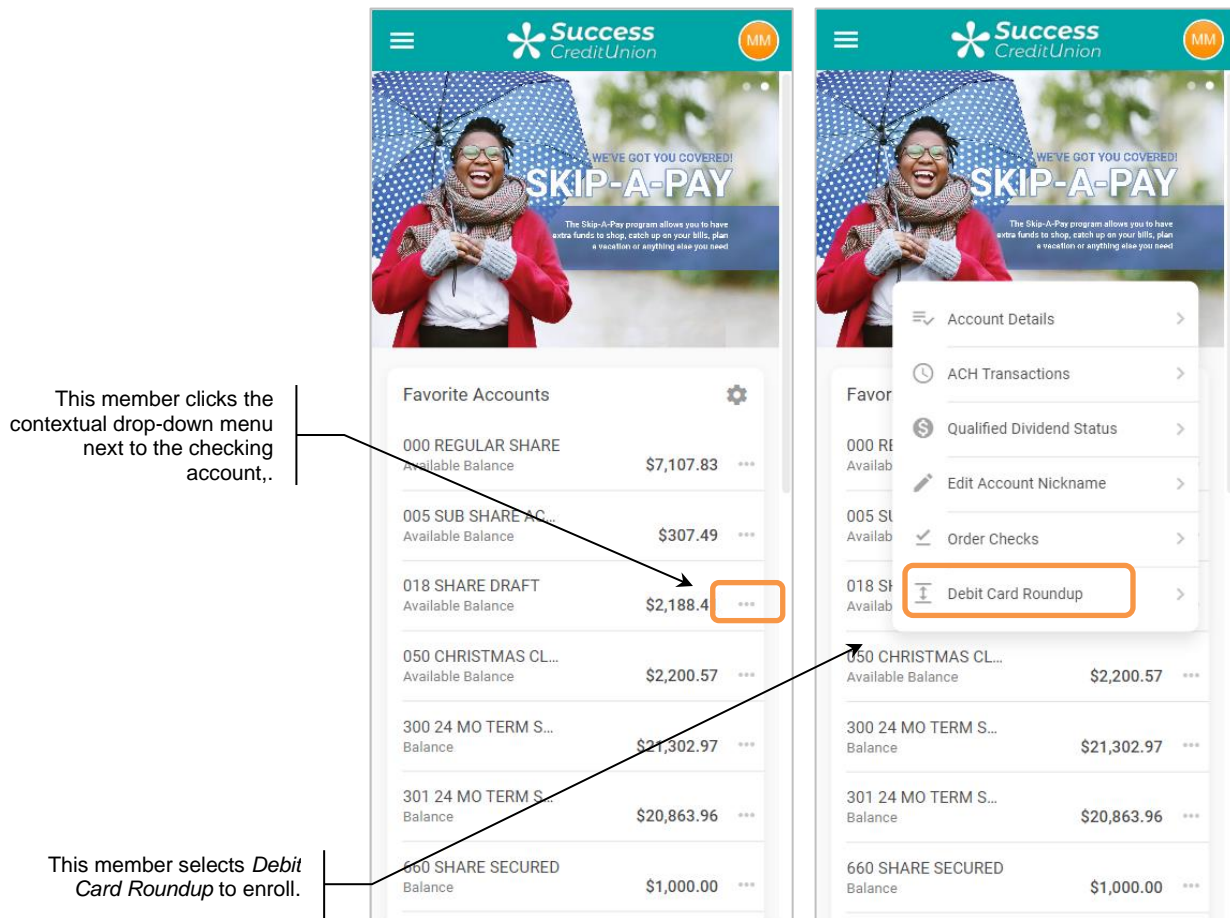 Success
CreditUnion
MM
WE'VE GOT YOU COVERED!
SKIP-A-PAY
The Skip-A-Pay program allows you to have
extra funds to shop, catch up on your bills, plan
a vacation or anything else you need
This member clicks the
contextual drop-down menu
next to the checking
account,.
Favorite Accounts
000 REGULAR SHARE
Available Balance
$7,107.83
005 SUB SHARE AC...
Available Balance
$307.49
018 SHARE DRAFT
Available Balance
$2,188.4
050 CHRISTMAS CL...
Available Balance
$2,200.57
300 24 MO TERM S...
Balance
$21,302.97
301 24 MO TERM S...
Balance
$20,863.96
This member selects Debit
Card Roundup to enroll.
660 SHARE SECURED
Balance
$1,000.00
Success
CreditUnion
MM
WE'VE GOT YOU COVERED!
SKIP-A-PAY
The Skip-A-Pay program allows you to have
extra funds to shop, catch up on your bills, plan
a vacation or anything else you need
Account Details
ACH Transactions
Qualified Dividend Status
Edit Account Nickname
Order Checks
Debit Card Roundup
Favor
000 RE
Availab
005 SU
Availab
018 SH
Availab
050 CHRISTMAS CL...
Available Balance
$2,200.57
300 24 MO TERM S...
Balance
$21,302.97
301 24 MO TERM S...
Balance
$20,863.96
660 SHARE SECURED
Balance
$1,000.00